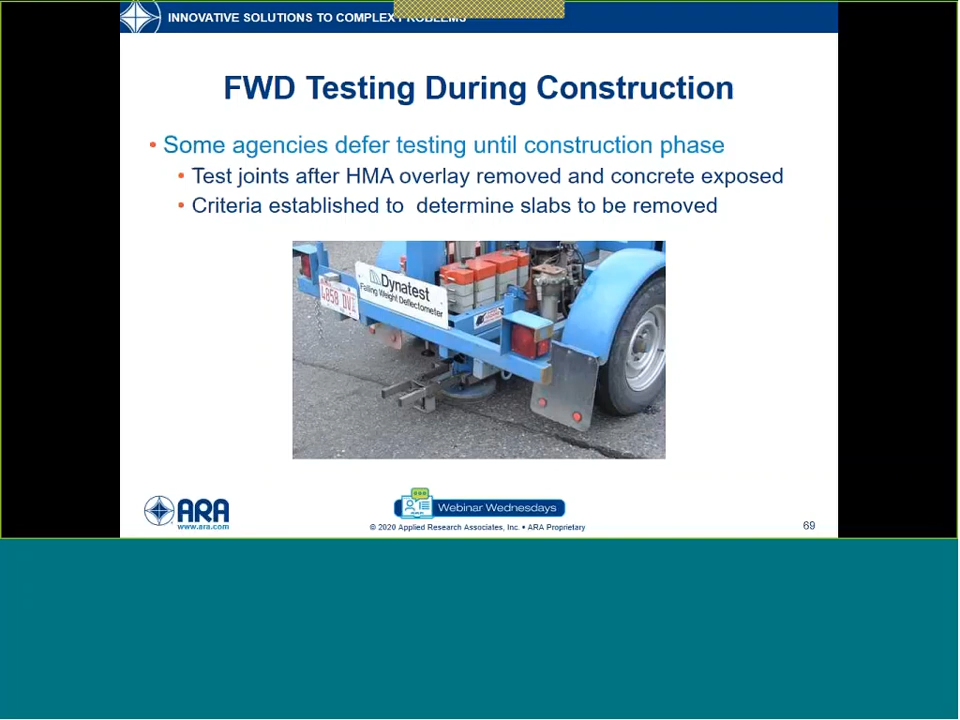 INNOVATIVE SOLUTIONS TO COMPLEX PROBLEMS
FWD Testing During Construction
• Some agencies defer testing until construction phase
• Test joints after HMA overlay removed and concrete exposed
• Criteria established to determine slabs to be removed
Dynatest
Falling Weight Deflectometer
ARA
www.ara.com
Webinar Wednesdays
© 2020 Applied Research Associates, Inc. • ARA Proprietary
69